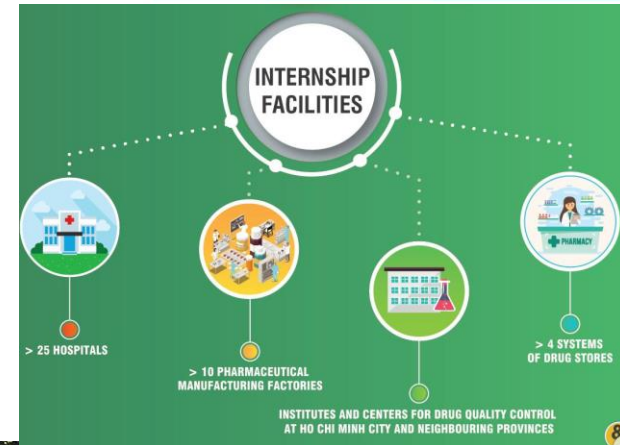 INTERNSHIP
FACILITIES
PHARMACY
> 25 HOSPITALS
> 10 PHARMACEUTICAL
MANUFACTURING FACTORIES
INSTITUTES AND CENTERS FOR DRUG QUALITY CONTROL
AT HO CHI MINH CITY AND NEIGHBOURING PROVINCES
> 4 SYSTEMS
OF DRUG STORES
8